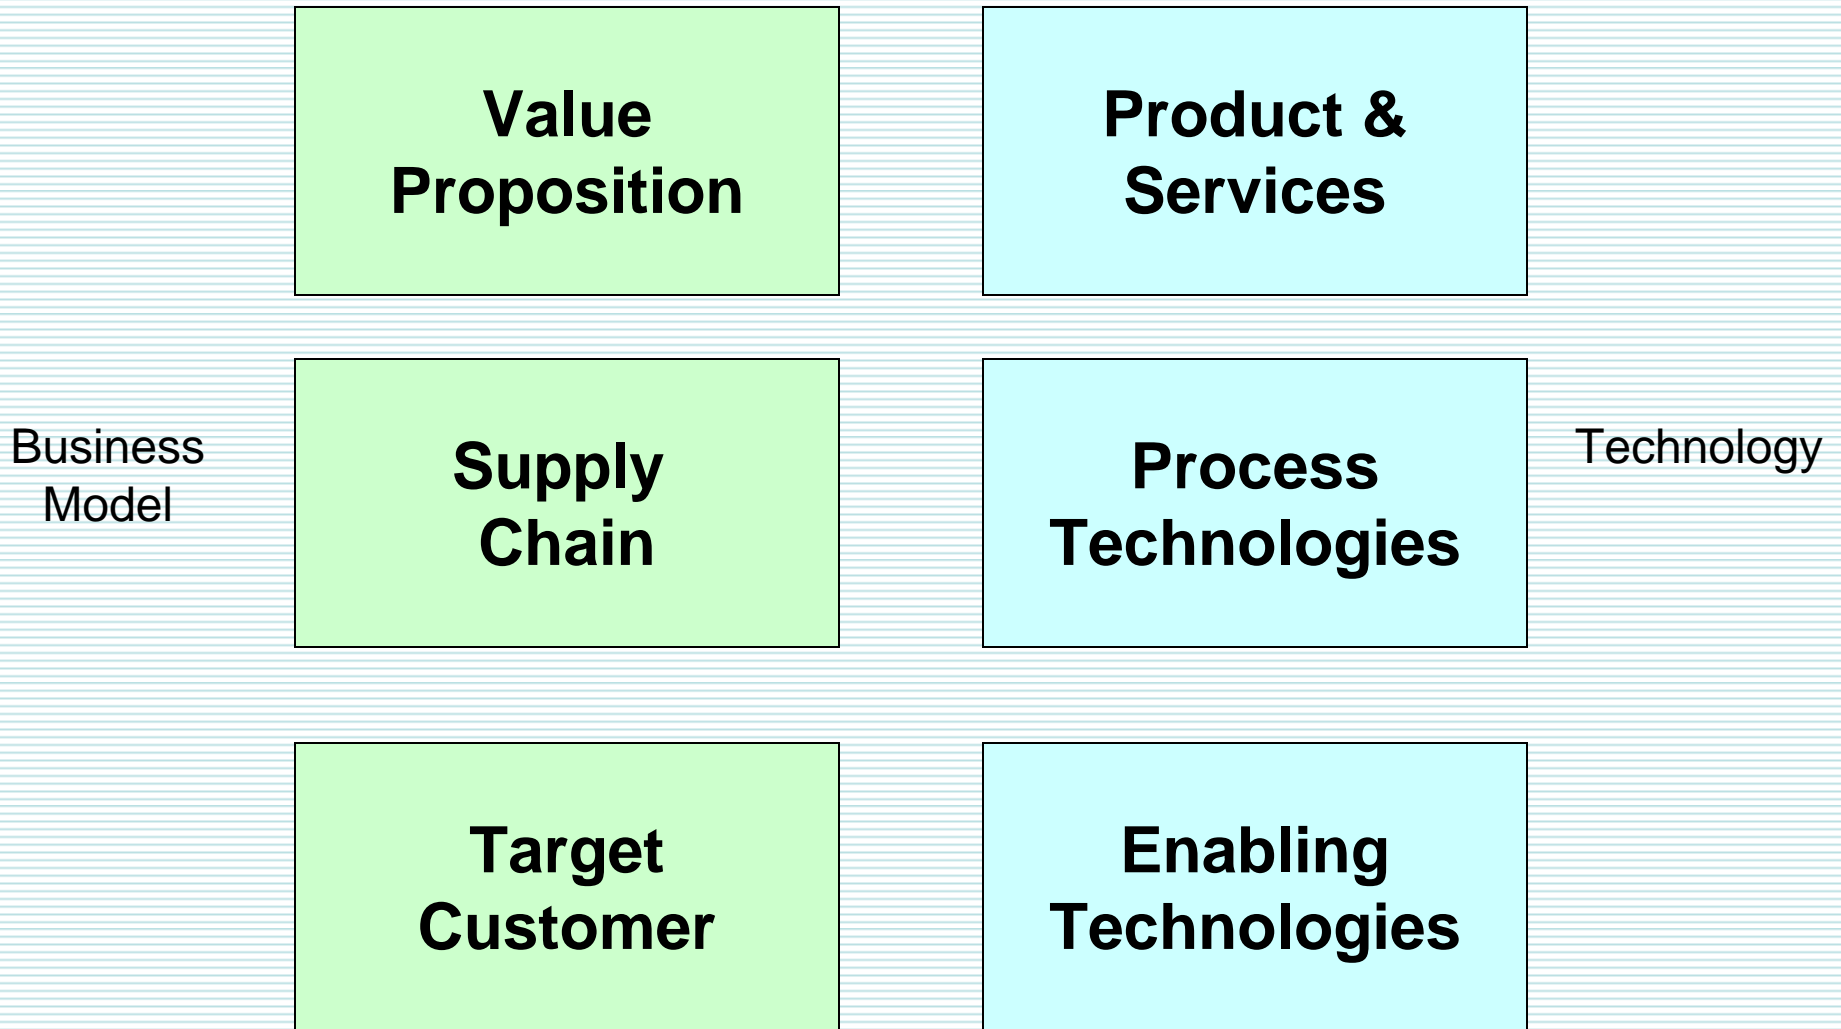 Value
Proposition
Product &
Services
Business
Model
Supply
Chain
Process
Technologies
Technology
Target
Customer
Enabling
Technologies